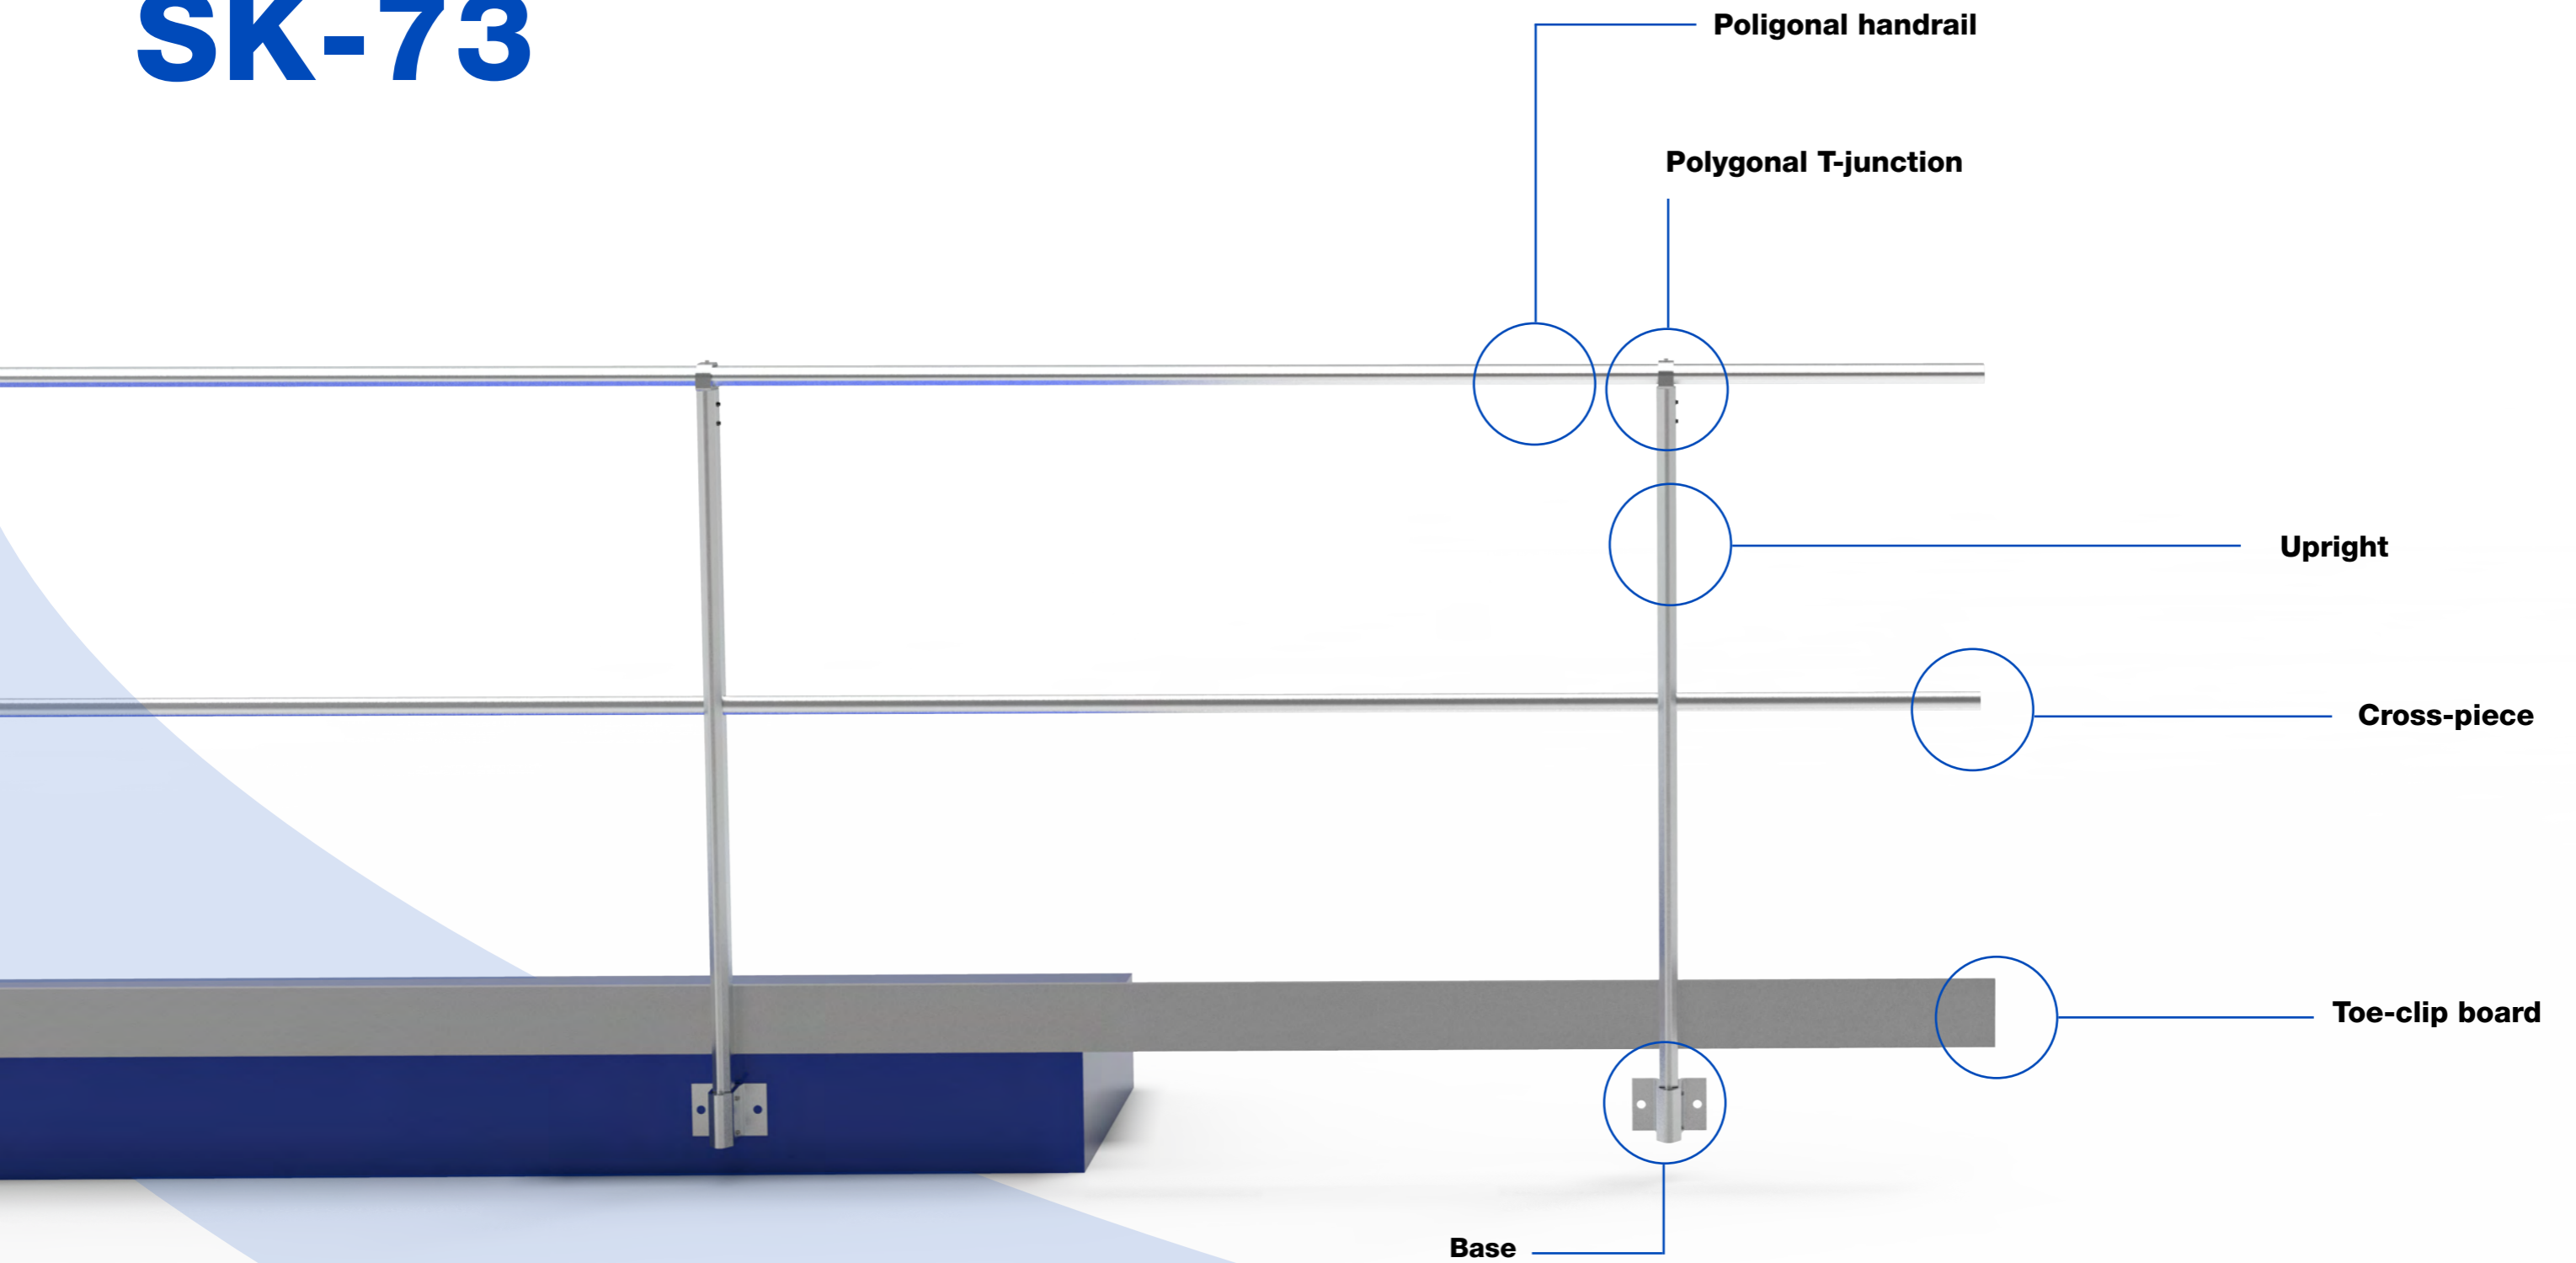 SK-73
Poligonal handrail
Polygonal T-junction
Upright
Cross-piece
Toe-clip board
Base